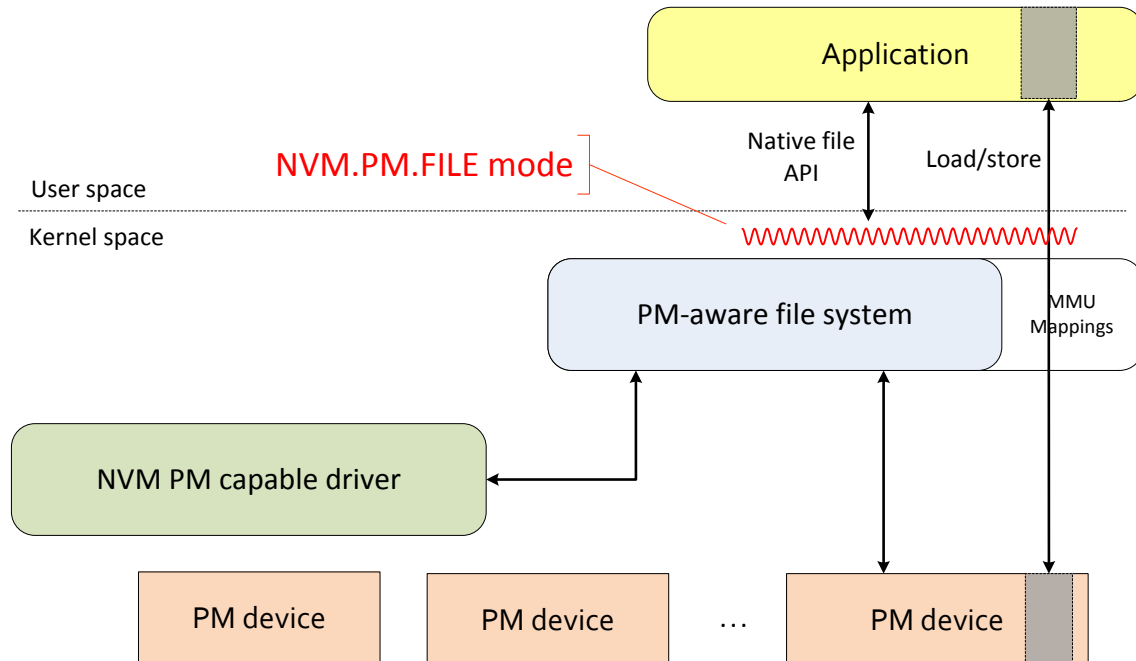 Application
NVM.PM.FILE mode
Native file
API
Load/store
User space
Kernel space
PM-aware file system
MMU
Mappings
NVM PM capable driver
PM device
PM device
...
PM device